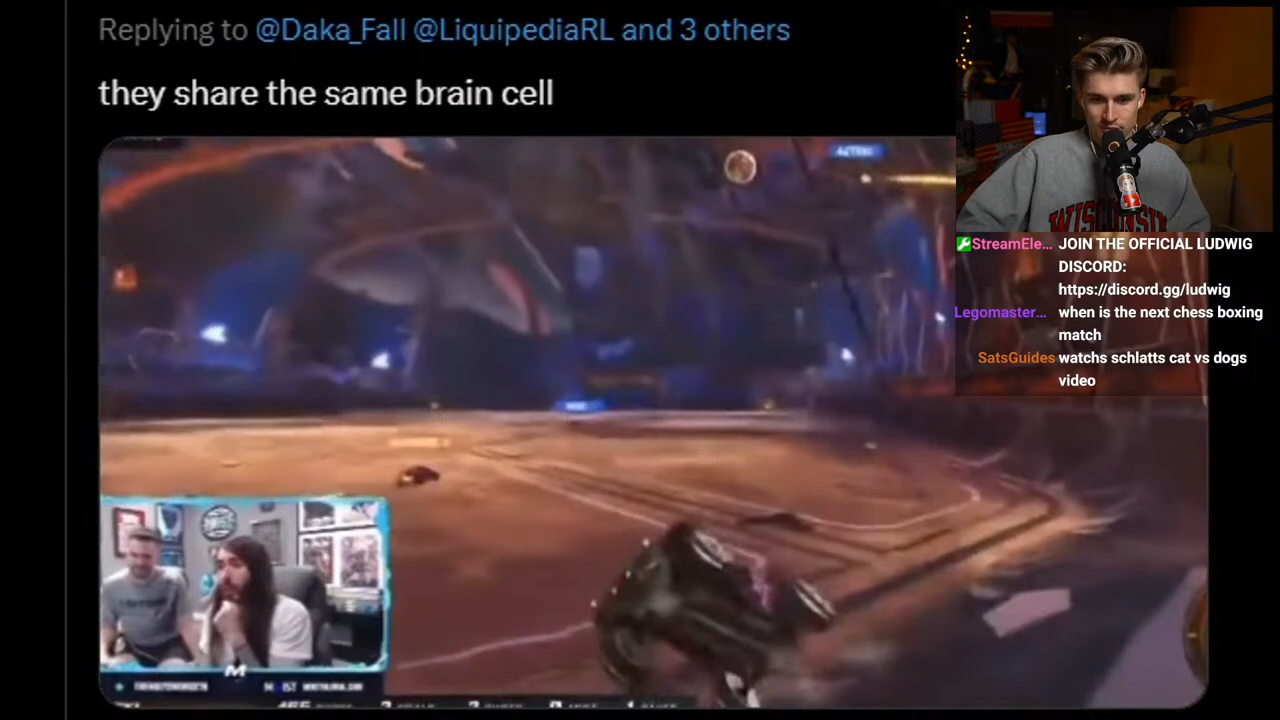 Replying to @Daka_Fall @LiquipediaRL and 3 others
they share the same brain cell
WISCONSIN
StreamEle... JOIN THE OFFICIAL LUDWIG
DISCORD:
https://discord.gg/ludwig
Legomaster... when is the next chess boxing
match
SatsGuides watchs schlatts cat vs dogs
video